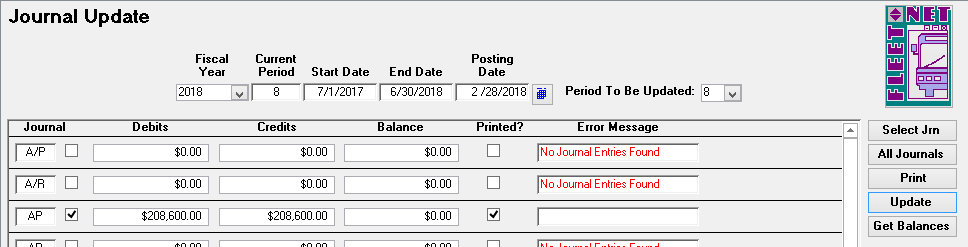 Journal Update
Fiscal Year Current Period Start Date End Date Posting Date
2018 8 7/1/2017 6/30/2018 2 /28/2018 Period To Be Updated: 8
FLEET NET
Journal Debits Credits Balance Printed? Error Message
Select Jrn
A/P $0.00 $0.00 $0.00 No Journal Entries Found
All Journals
Print
A/R $0.00 $0.00 $0.00 No Journal Entries Found
Update
AP $208,600.00 $208,600.00 $0.00
Get Balances